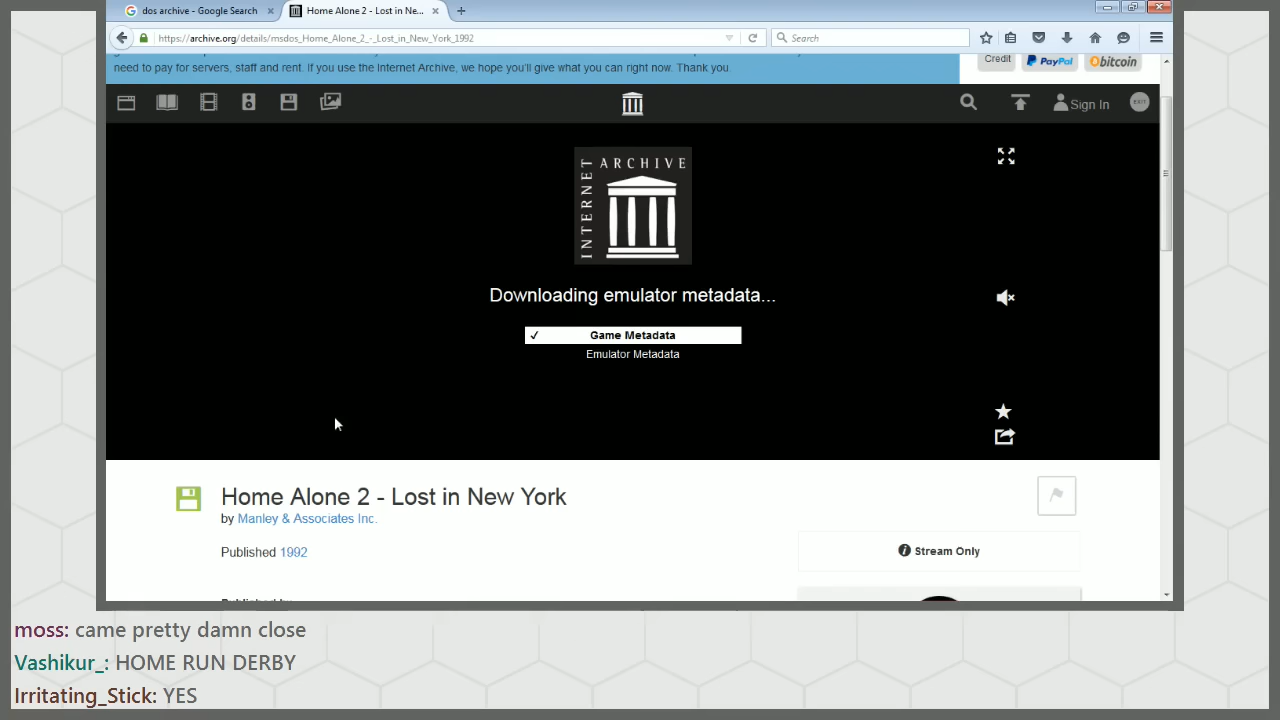 dos archive - Google Search
Home Alone 2 - Lost in Ne...
https://archive.org/details/msdos_Home_Alone_2_-_Lost_in_New_York_1992
Search
need to pay for servers, staff and rent. If you use the Internet Archive, we hope you'll give what you can right now. Thank you.
Credit
PayPal
bitcoin
Sign In
EXIT
INTERNET ARCHIVE
Downloading emulator metadata...
✓ Game Metadata
Emulator Metadata
Home Alone 2 - Lost in New York
by Manley & Associates Inc.
Published 1992
Stream Only
moss: came pretty damn close
Vashikur_: HOME RUN DERBY
Irritating_Stick: YES